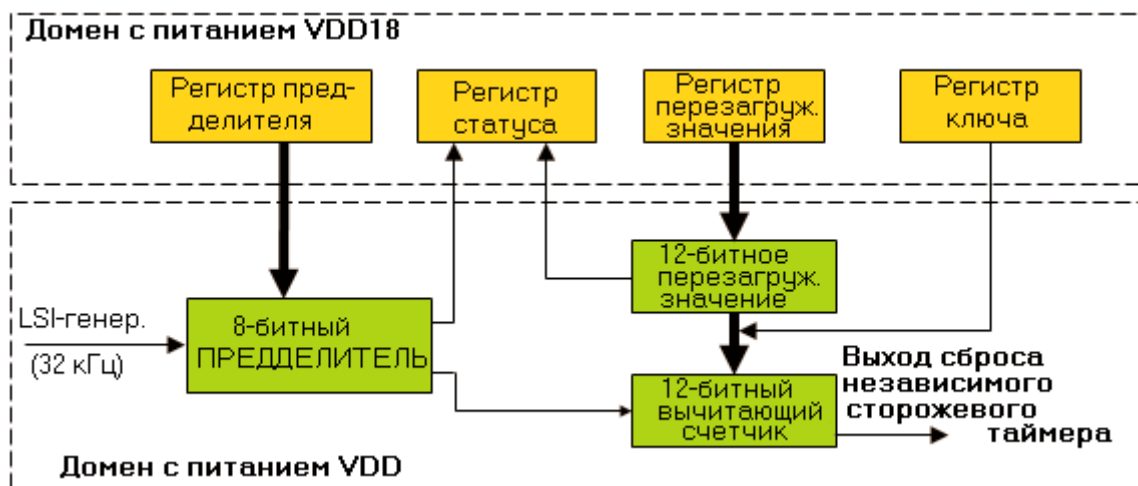 Домен с питанием VDD18
Регистр пред-
делителя
Регистр
статуса
Регистр
перезагруж.
значения
Регистр
ключа
12-битное
перезагруж.
значение
LSI-генер.
(32 кГц)
8-битный
ПРЕДДЕЛИТЕЛЬ
12-битный
вычитающий
счетчик
Выход сброса
независимого
сторожевого
таймера
Домен с питанием VDD